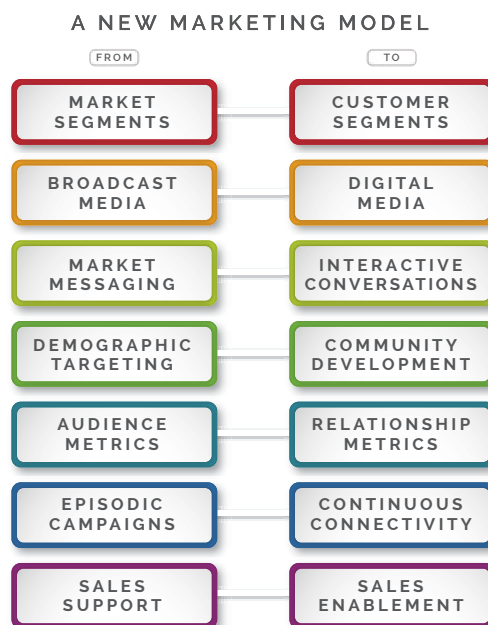 A NEW MARKETING MODEL
FROM
TO
MARKET
SEGMENTS
CUSTOMER
SEGMENTS
BROADCAST
MEDIA
DIGITAL
MEDIA
MARKET
MESSAGING
INTERACTIVE
CONVERSATIONS
DEMOGRAPHIC
TARGETING
COMMUNITY
DEVELOPMENT
AUDIENCE
METRICS
RELATIONSHIP
METRICS
EPISODIC
CAMPAIGNS
CONTINUOUS
CONNECTIVITY
SALES
SUPPORT
SALES
ENABLEMENT